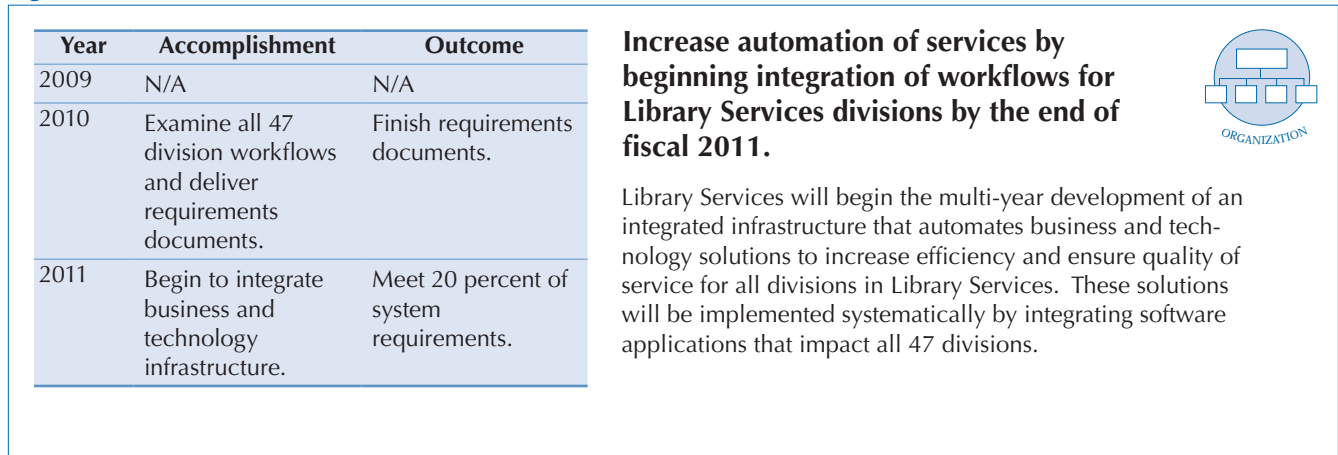 Year Accomplishment Outcome
2009 N/A N/A
2010 Examine all 47 Finish requirements
division workflows documents.
and deliver
requirements
documents.
2011 Begin to integrate Meet 20 percent of
business and system
technology requirements.
infrastructure.
Increase automation of services by
beginning integration of workflows for
Library Services divisions by the end of
fiscal 2011.
ORGANIZATION
Library Services will begin the multi-year development of an
integrated infrastructure that automates business and tech-
nology solutions to increase efficiency and ensure quality of
service for all divisions in Library Services.  These solutions
will be implemented systematically by integrating software
applications that impact all 47 divisions.